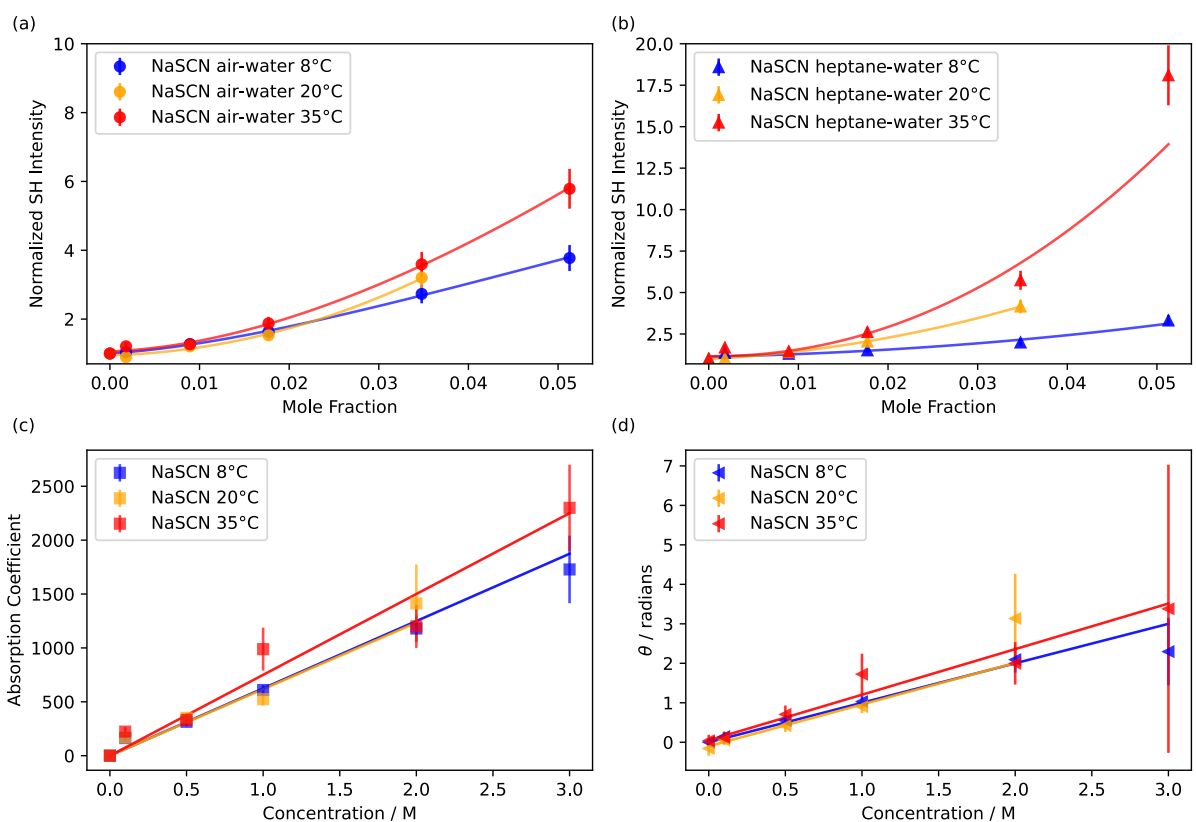 (a)
10
8
6
4
2
Normalized SH Intensity
NaSCN air-water 8°C
NaSCN air-water 20°C
NaSCN air-water 35°C
0.00 0.01 0.02 0.03 0.04 0.05
Mole Fraction
(b)
20.0
17.5
15.0
12.5
10.0
7.5
5.0
2.5
Normalized SH Intensity
NaSCN heptane-water 8°C
NaSCN heptane-water 20°C
NaSCN heptane-water 35°C
0.00 0.01 0.02 0.03 0.04 0.05
Mole Fraction
(c)
2500
2000
1500
1000
500
0
Absorption Coefficient
NaSCN 8°C
NaSCN 20°C
NaSCN 35°C
0.0 0.5 1.0 1.5 2.0 2.5 3.0
Concentration / M
(d)
7
6
5
4
3
2
1
0
θ / radians
NaSCN 8°C
NaSCN 20°C
NaSCN 35°C
0.0 0.5 1.0 1.5 2.0 2.5 3.0
Concentration / M